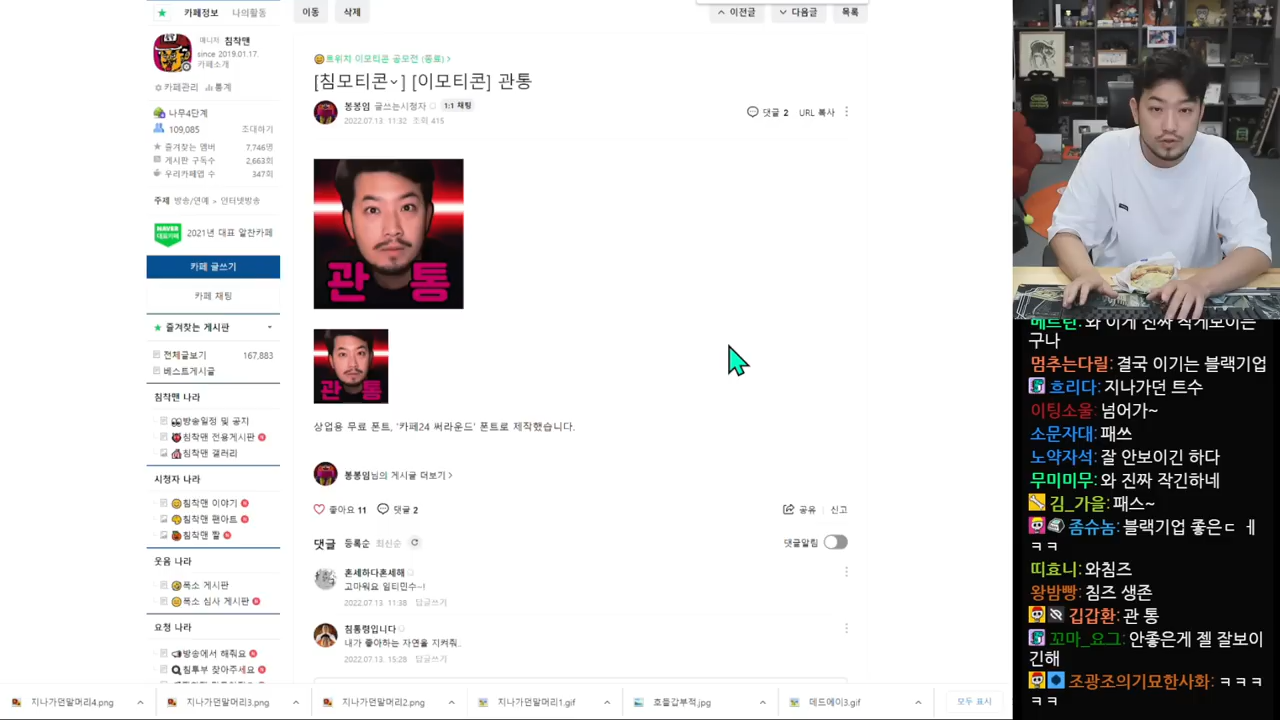 카페정보 나의활동
매니저 침착맨
since 2019.01.17.
카페소개
카페관리 통계
나무4단계
109,085 초대하기
즐겨찾는 멤버 7,746명
게시판 구독수 2,663회
우리카페앱 수 347회
주제 방송/연예 > 인터넷방송
NAVER
대표카페
2021년 대표 알찬카페
카페 글쓰기
카페 채팅
즐겨찾는 게시판
전체글보기 167,883
베스트게시글
침착맨 나라
방송일정 및 공지
침착맨 전용게시판
침착맨 갤러리
시청자 나라
침착맨 이야기
침착맨 팬아트
침착맨 짤
웃음 나라
폭소 게시판
폭소 심사 게시판
요청 나라
방송에서 해줘요
침투부 찾아주세요
이동 삭제
이전글 다음글 목록
트위치 이모티콘 공모전 (종료) >
[침모티콘] [이모티콘] 관통
봉봉임 글쓰는시청자 1:1 채팅
2022.07.13. 11:32 조회 415
댓글 2 URL 복사
관 통
관 통
상업용 무료 폰트, '카페24 써라운드' 폰트로 제작했습니다.
봉봉임님의 게시글 더보기 >
좋아요 11 댓글 2
공유 신고
댓글 등록순 최신순
댓글알림
혼세하다혼세해
고마워요 임티민수~!
2022.07.13. 11:38 답글쓰기
침통령입니다
내가 좋아하는 자연을 지켜줘..
2022.07.13. 15:28 답글쓰기
지나가던말머리4.png
지나가던말머리3.png
지나가던말머리2.png
지나가던말머리1.gif
호들갑부적.jpg
데드에이3.gif
모두 표시
베르단: 와 이게 진짜 작게보이는
구나
멈추는다릴: 결국 이기는 블랙기업
흐리다: 지나가던 트수
이팅소울: 넘어가~
소문자대: 패쓰
노약자석: 잘 안보이긴 하다
무미미무: 와 진짜 작긴하네
김_가을: 패스~
좀슈놈: 블랙기업 좋은ㄷㅔ
ㅋㅋ
띠효니: 와침즈
왕밤빵: 침즈 생존
김갑환: 관 통
꼬마_요그: 안좋은게 젤 잘보이
긴해
조광조의기묘한사화: ㅋㅋㅋ
ㅋㅋ